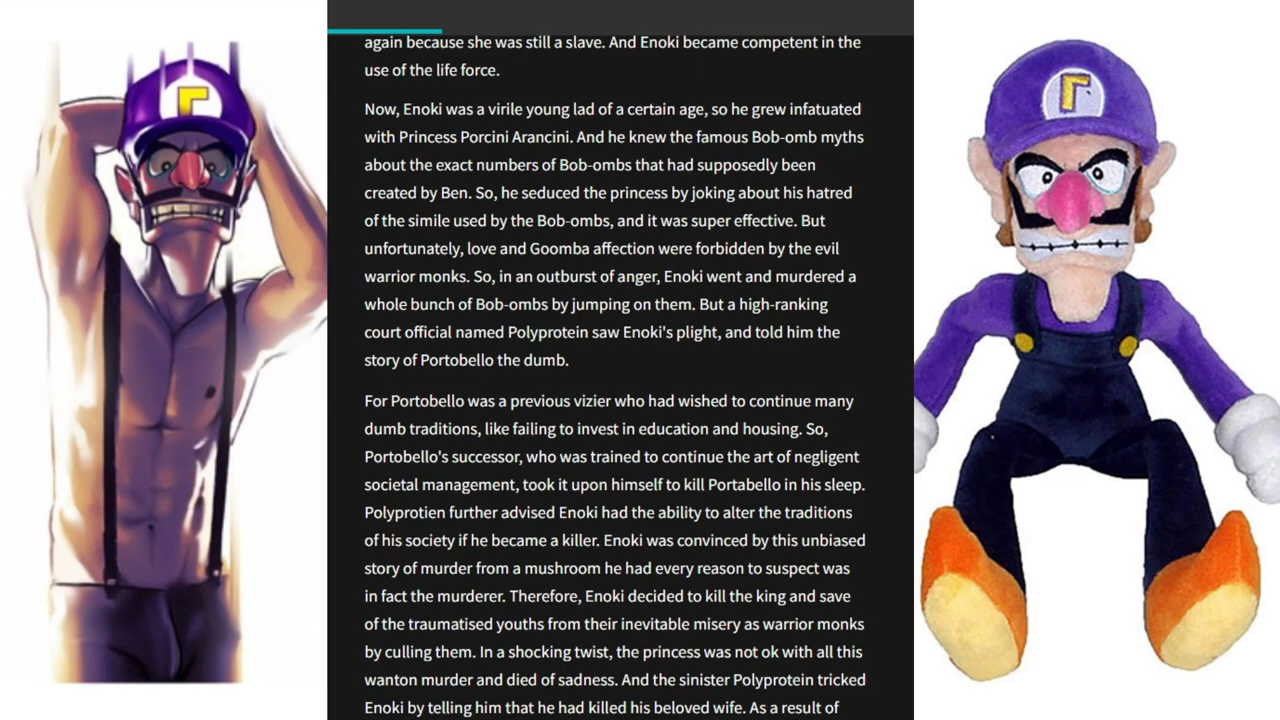 again because she was still a slave. And Enoki became competent in the
use of the life force.
Now, Enoki was a virile young lad of a certain age, so he grew infatuated
with Princess Porcini Arancini. And he knew the famous Bob-omb myths
about the exact numbers of Bob-ombs that had supposedly been
created by Ben. So, he seduced the princess by joking about his hatred
of the simile used by the Bob-ombs, and it was super effective. But
unfortunately, love and Goomba affection were forbidden by the evil
warrior monks. So, in an outburst of anger, Enoki went and murdered a
whole bunch of Bob-ombs by jumping on them. But a high-ranking
court official named Polyprotein saw Enoki's plight, and told him the
story of Portobello the dumb.
For Portobello was a previous vizier who had wished to continue many
dumb traditions, like failing to invest in education and housing. So,
Portobello's successor, who was trained to continue the art of negligent
societal management, took it upon himself to kill Portabello in his sleep.
Polyprotien further advised Enoki had the ability to alter the traditions
of his society if he became a killer. Enoki was convinced by this unbiased
story of murder from a mushroom he had every reason to suspect was
in fact the murderer. Therefore, Enoki decided to kill the king and save
of the traumatised youths from their inevitable misery as warrior monks
by culling them. In a shocking twist, the princess was not ok with all this
wanton murder and died of sadness. And the sinister Polyprotein tricked
Enoki by telling him that he had killed his beloved wife. As a result of